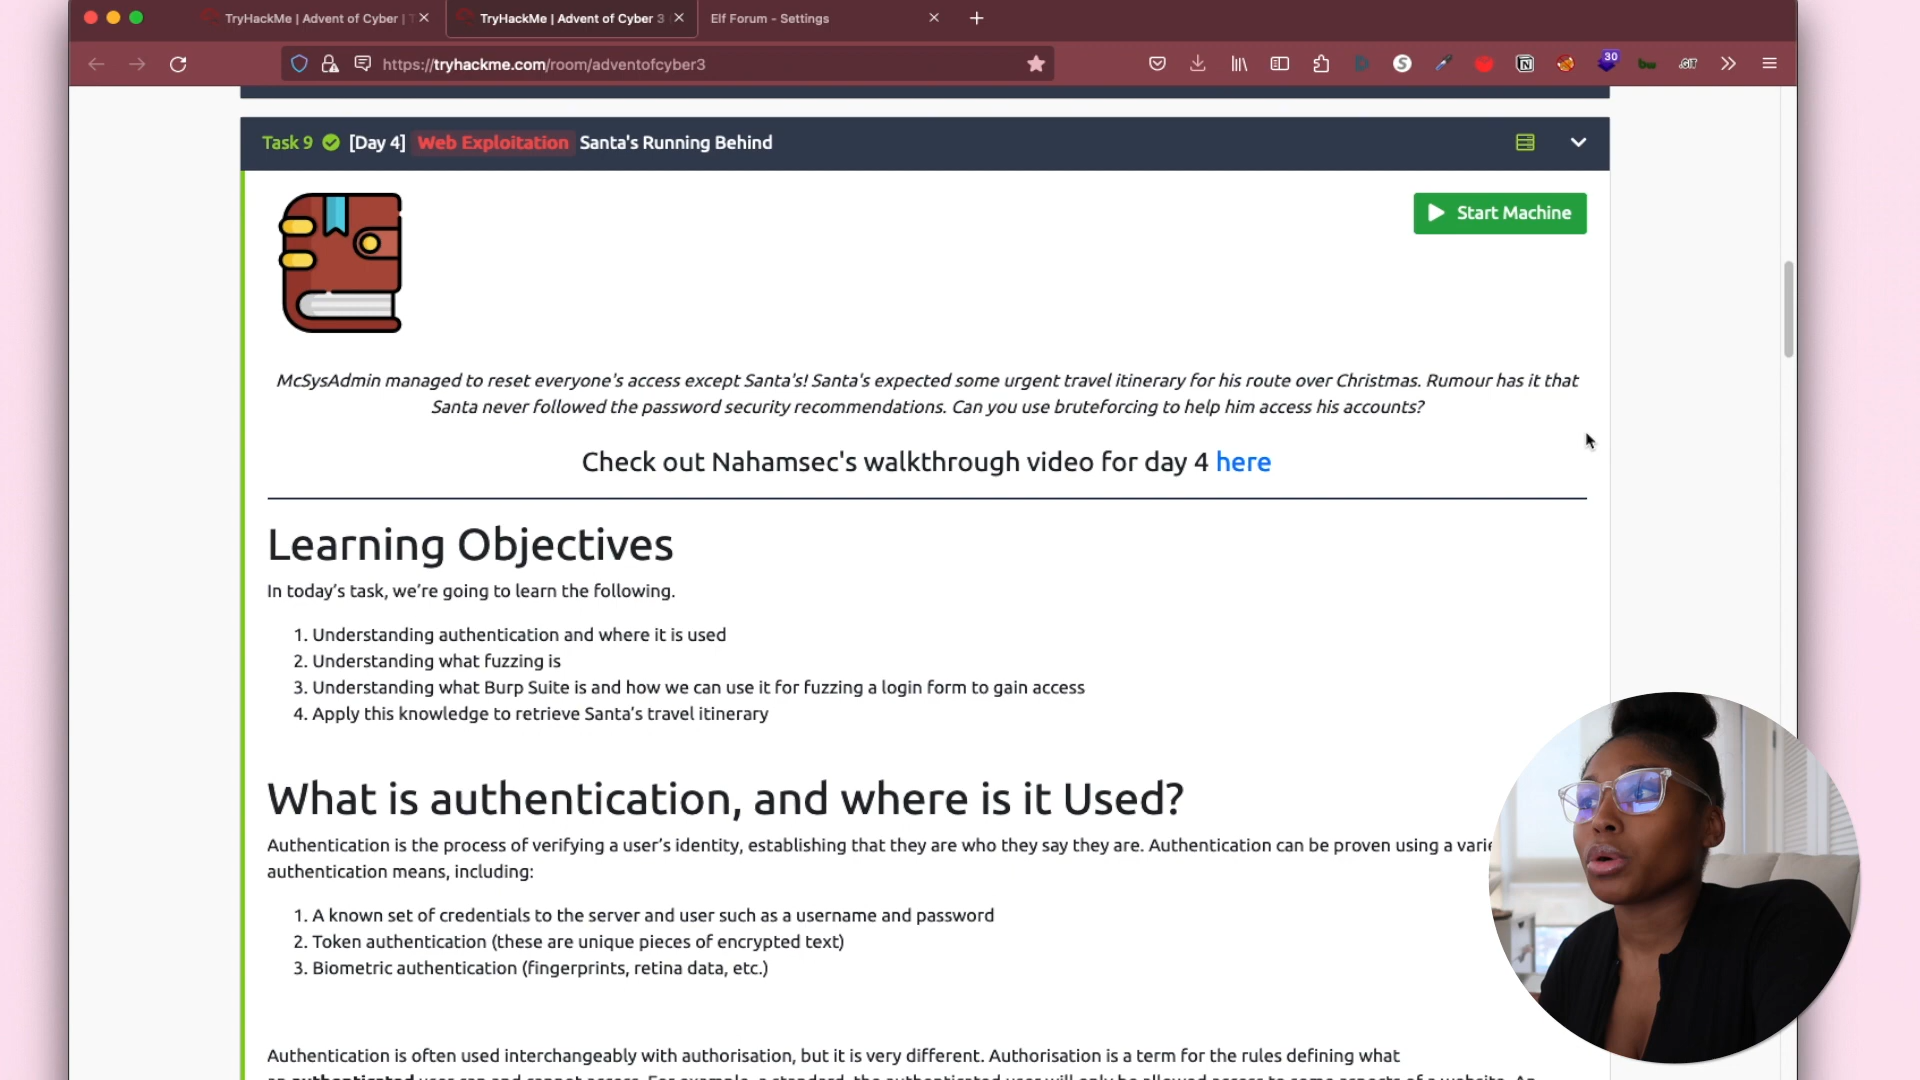 TryHackMe | Advent of Cyber | T
TryHackMe | Advent of Cyber 3
Elf Forum - Settings
https://tryhackme.com/room/adventofcyber3
30
Task 9 [Day 4] Web Exploitation Santa's Running Behind
Start Machine
McSysAdmin managed to reset everyone's access except Santa's! Santa's expected some urgent travel itinerary for his route over Christmas. Rumour has it that
Santa never followed the password security recommendations. Can you use bruteforcing to help him access his accounts?
Check out Nahamsec's walkthrough video for day 4 here
Learning Objectives
In today's task, we're going to learn the following.
1. Understanding authentication and where it is used
2. Understanding what fuzzing is
3. Understanding what Burp Suite is and how we can use it for fuzzing a login form to gain access
4. Apply this knowledge to retrieve Santa's travel itinerary
What is authentication, and where is it Used?
Authentication is the process of verifying a user's identity, establishing that they are who they say they are. Authentication can be proven using a varie
authentication means, including:
1. A known set of credentials to the server and user such as a username and password
2. Token authentication (these are unique pieces of encrypted text)
3. Biometric authentication (fingerprints, retina data, etc.)
Authentication is often used interchangeably with authorisation, but it is very different. Authorisation is a term for the rules defining what